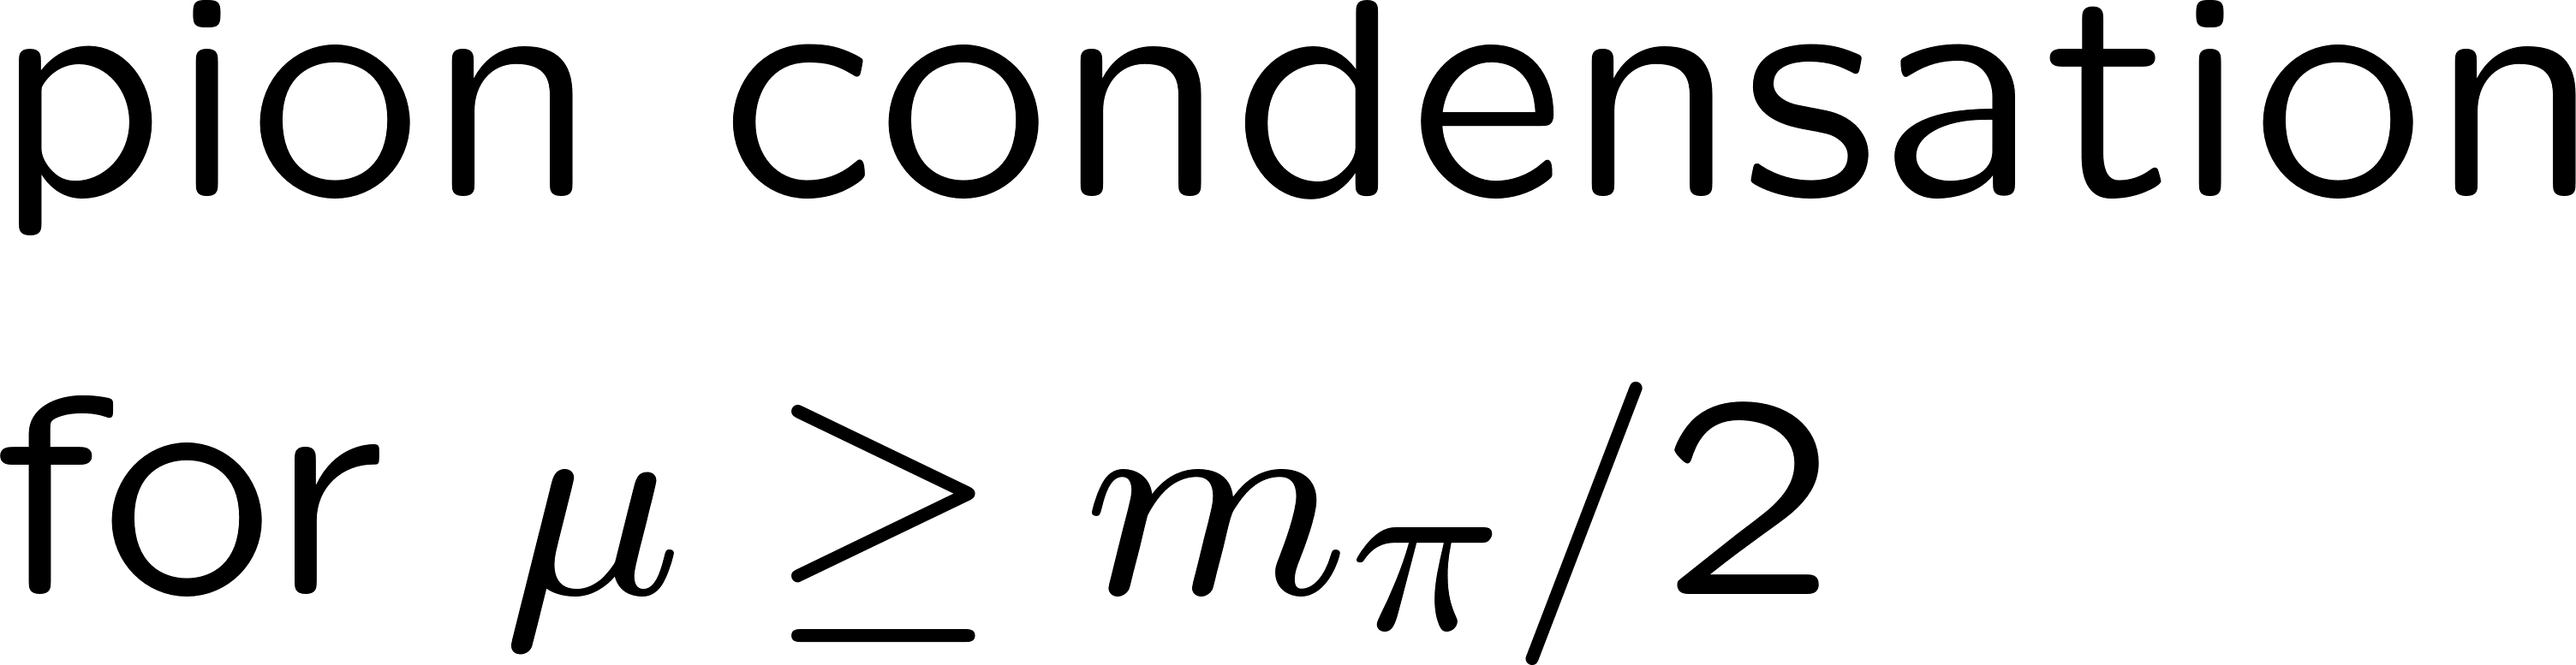 pion condensation
for μ ≥ m_π/2